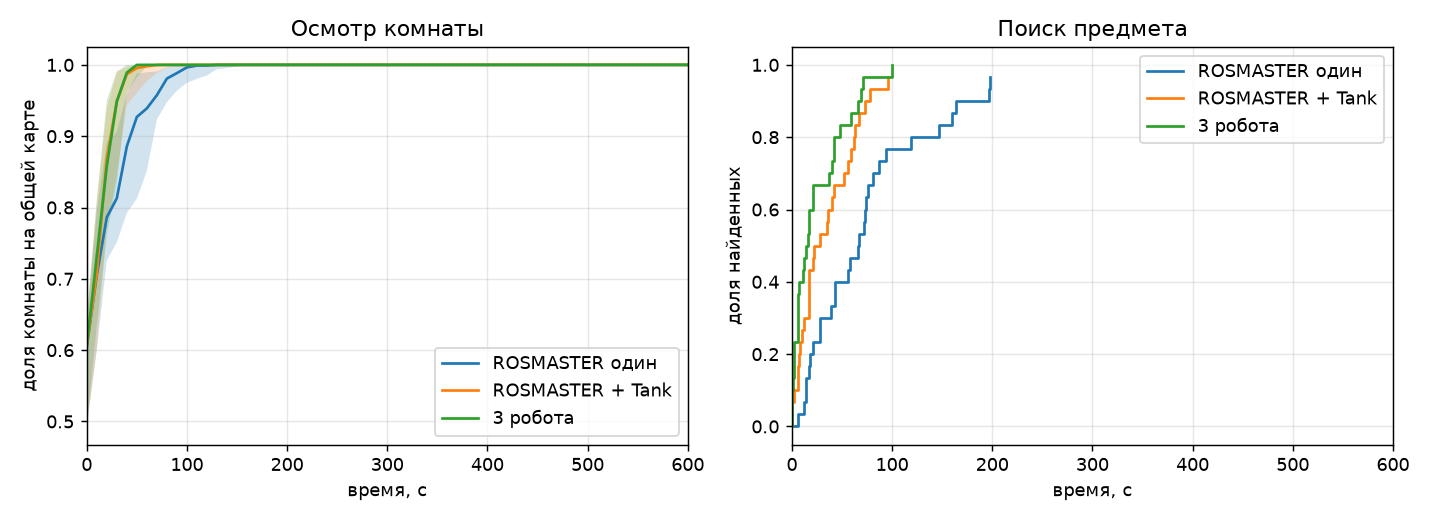 Осмотр комнаты
доля комнаты на общей карте
1.0
0.9
0.8
0.7
0.6
0.5
0 100 200 300 400 500 600
время, с
ROSMASTER один
ROSMASTER + Tank
3 робота
Поиск предмета
доля найденных
1.0
0.8
0.6
0.4
0.2
0.0
0 100 200 300 400 500 600
время, с
ROSMASTER один
ROSMASTER + Tank
3 робота